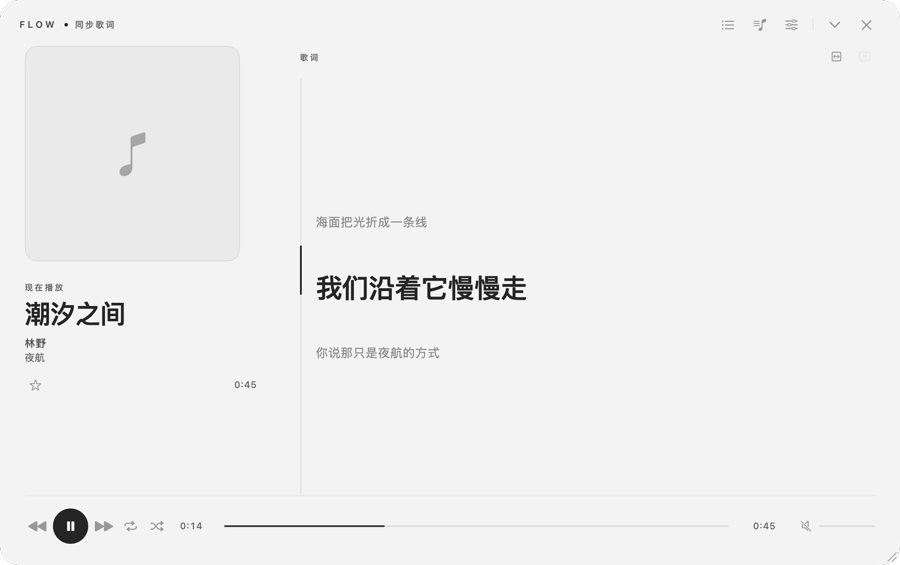 FLOW • 同步歌词
歌词
海面把光折成一条线
我们沿着它慢慢走
你说那只是夜航的方式
现在播放
潮汐之间
林野
夜航
0:45
0:14
0:45